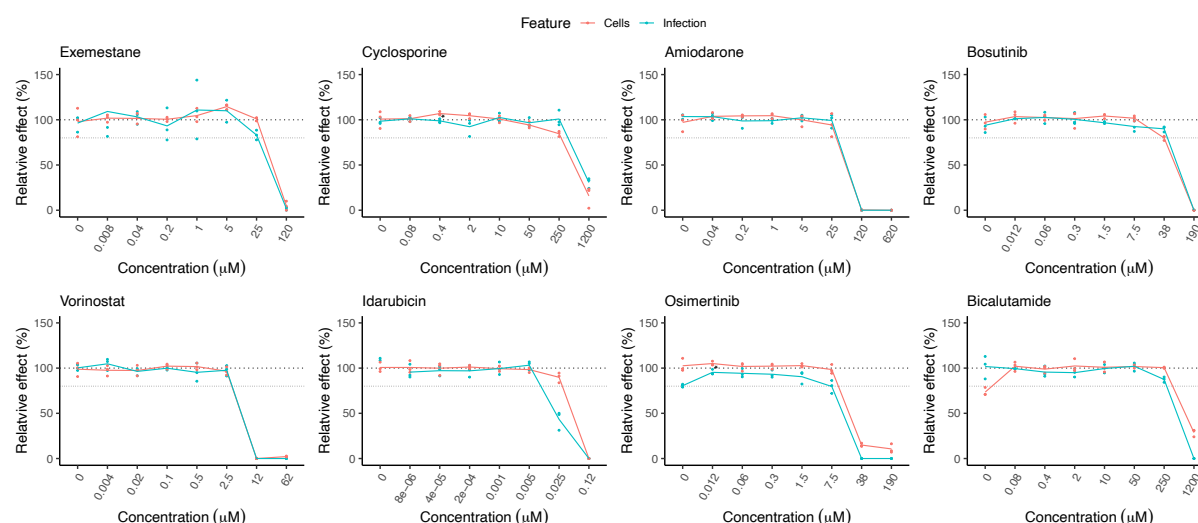 Feature Cells Infection
Exemestane
Relatvive effect (%)
150
100
50
0
0 0.008 0.04 0.2 1 5 25 120
Concentration (μM)
Cyclosporine
Relatvive effect (%)
150
100
50
0
0 0.08 0.4 2 10 50 250 1200
Concentration (μM)
Amiodarone
Relatvive effect (%)
150
100
50
0
0 0.04 0.2 1 5 25 120 620
Concentration (μM)
Bosutinib
Relatvive effect (%)
150
100
50
0
0 0.012 0.06 0.3 1.5 7.5 38 190
Concentration (μM)
Vorinostat
Relatvive effect (%)
150
100
50
0
0 0.004 0.02 0.1 0.5 2.5 12 62
Concentration (μM)
Idarubicin
Relatvive effect (%)
150
100
50
0
0 8e−06 4e−05 2e−04 0.001 0.005 0.025 0.12
Concentration (μM)
Osimertinib
Relatvive effect (%)
150
100
50
0
0 0.012 0.06 0.3 1.5 7.5 38 190
Concentration (μM)
Bicalutamide
Relatvive effect (%)
150
100
50
0
0 0.08 0.4 2 10 50 250 1200
Concentration (μM)